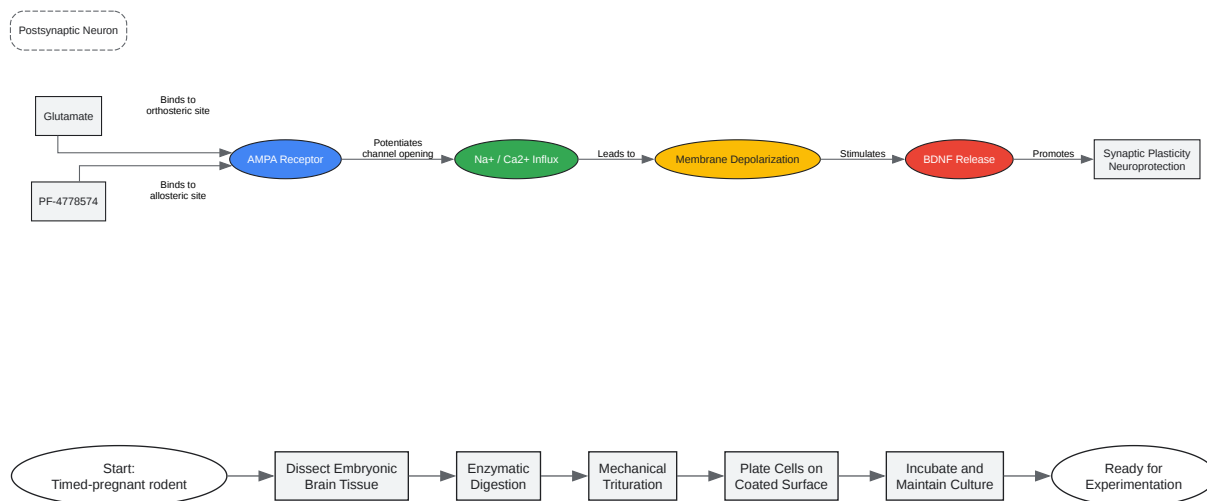 Postsynaptic Neuron
Glutamate
Binds to
orthosteric site
PF-4778574
Binds to
allosteric site
AMPA Receptor
Potentiates
channel opening
Na+ / Ca2+ Influx
Leads to
Membrane Depolarization
Stimulates
BDNF Release
Promotes
Synaptic Plasticity
Neuroprotection
Start:
Timed-pregnant rodent
Dissect Embryonic
Brain Tissue
Enzymatic
Digestion
Mechanical
Trituration
Plate Cells on
Coated Surface
Incubate and
Maintain Culture
Ready for
Experimentation